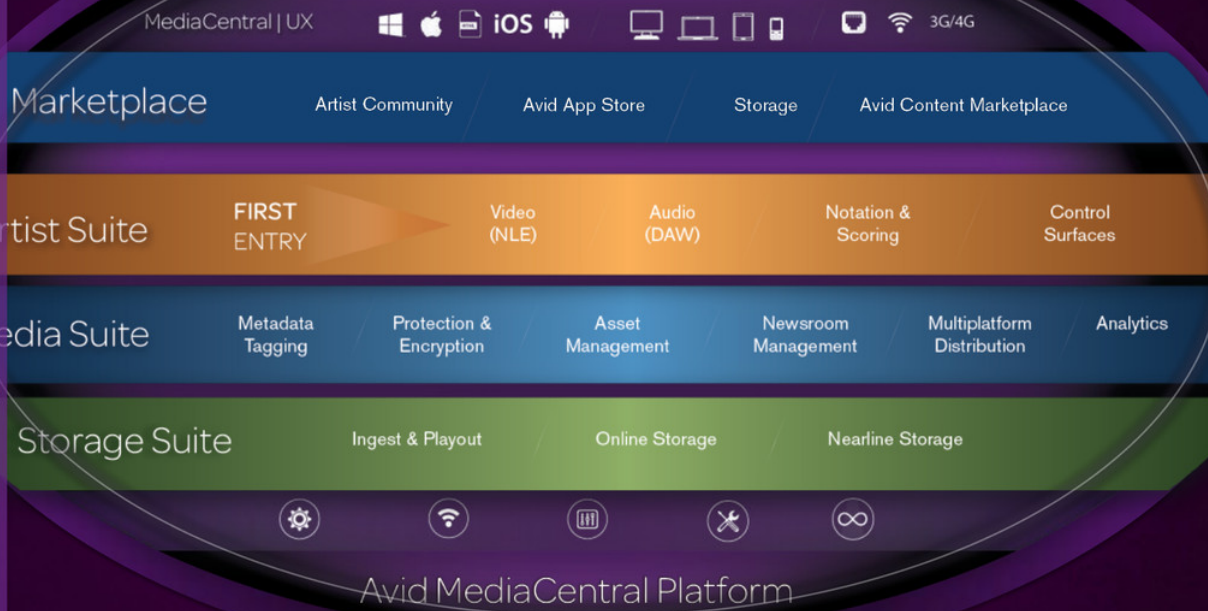 MediaCentral | UX
HTML
iOS
3G/4G
Marketplace
Artist Community
Avid App Store
Storage
Avid Content Marketplace
rtist Suite
FIRST
ENTRY
Video
(NLE)
Audio
(DAW)
Notation &
Scoring
Control
Surfaces
edia Suite
Metadata
Tagging
Protection &
Encryption
Asset
Management
Newsroom
Management
Multiplatform
Distribution
Analytics
Storage Suite
Ingest & Playout
Online Storage
Nearline Storage
Avid MediaCentral Platform